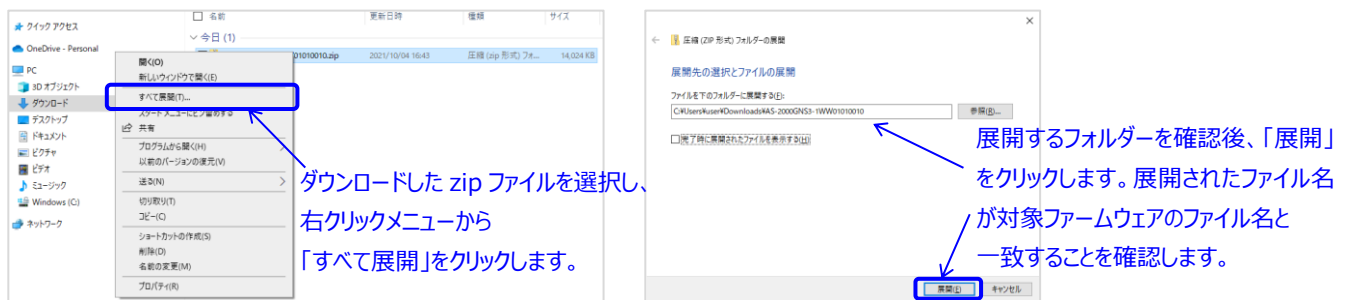 クイック アクセス
OneDrive - Personal
PC
3D オブジェクト
ダウンロード
デスクトップ
ドキュメント
ピクチャ
ビデオ
ミュージック
Windows (C:)
ネットワーク
名前 更新日時 種類 サイズ
今日 (1)
01010010.zip 2021/10/04 16:43 圧縮 (zip 形式) フォ... 14,024 KB
開く(O)
新しいウィンドウで開く(E)
すべて展開(T)...
スタート メニューにピン留めする
共有
プログラムから開く(H)
以前のバージョンの復元(V)
送る(N)
切り取り(T)
コピー(C)
ショートカットの作成(S)
削除(D)
名前の変更(M)
プロパティ(R)
ダウンロードした zip ファイルを選択し、
右クリックメニューから
「すべて展開」をクリックします。
圧縮 (ZIP 形式) フォルダーの展開
展開先の選択とファイルの展開
ファイルを下のフォルダーに展開する(F):
C:¥Users¥user¥Downloads¥AS-2000GNS3-1WW01010010
参照(R)...
完了時に展開されたファイルを表示する(H)
展開するフォルダーを確認後、「展開」
をクリックします。展開されたファイル名
が対象ファームウェアのファイル名と
一致することを確認します。
展開(E) キャンセル